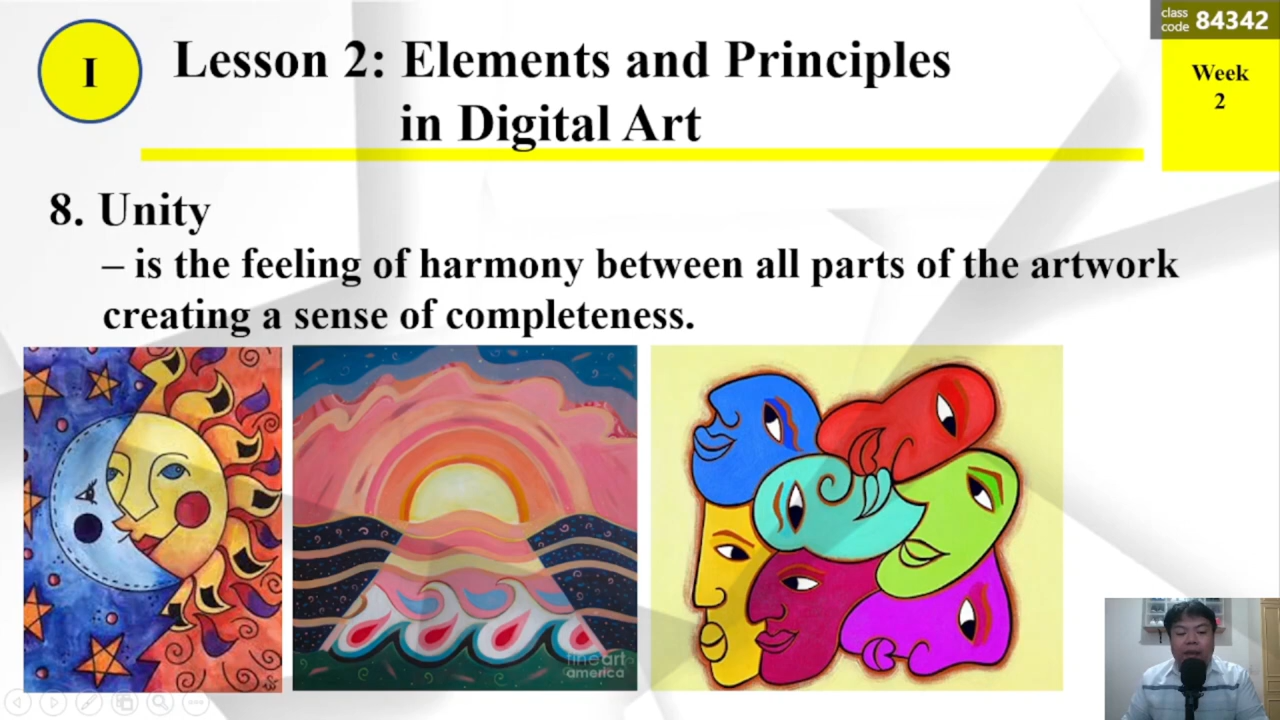 class
code 84342
I
Lesson 2: Elements and Principles
in Digital Art
Week
2
8. Unity
– is the feeling of harmony between all parts of the artwork
creating a sense of completeness.
fineart
america